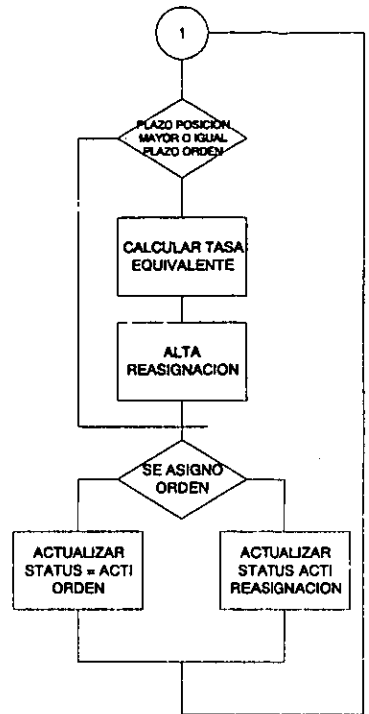 1
PLAZO POSICION
MAYOR O IGUAL
PLAZO ORDEN
CALCULAR TASA
EQUIVALENTE
ALTA
REASIGNACION
SE ASIGNO
ORDEN
ACTUALIZAR
STATUS = ACTI
ORDEN
ACTUALIZAR
STATUS ACTI
REASIGNACION